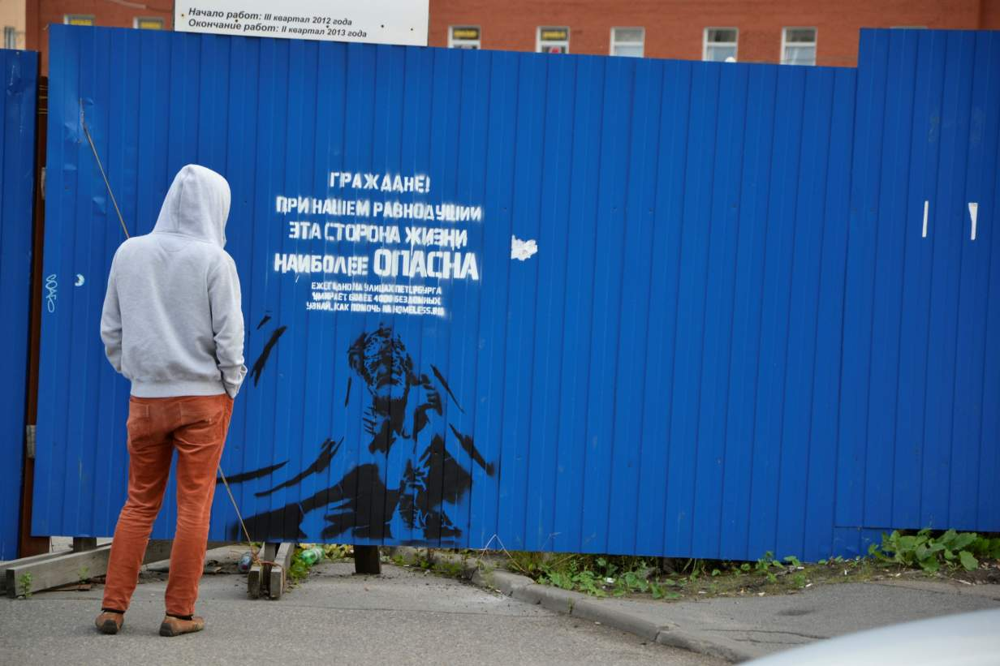 Начало работ: III квартал 2012 года
Окончание работ: II квартал 2013 года
ГРАЖДАНЕ!
ПРИ НАШЕМ РАВНОДУШИИ
ЭТА СТОРОНА ЖИЗНИ
НАИБОЛЕЕ ОПАСНА
ЕЖЕГОДНО НА УЛИЦАХ ПЕТЕРБУРГА
УМИРАЕТ БОЛЕЕ 4000 БЕЗДОМНЫХ
УЗНАЙ, КАК ПОМОЧЬ НА HOMELESS.RU